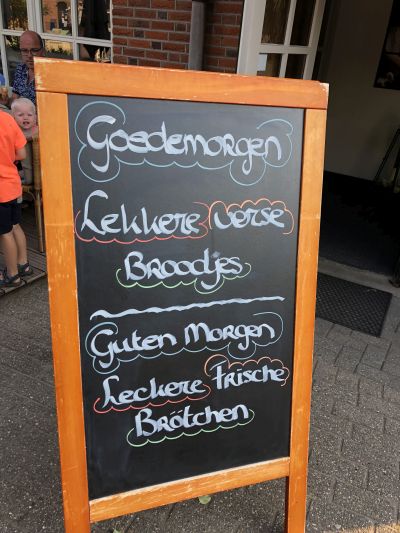 Goedemorgen
Lekkere verse
Broodjes
Guten Morgen
Leckere Frische
Brötchen